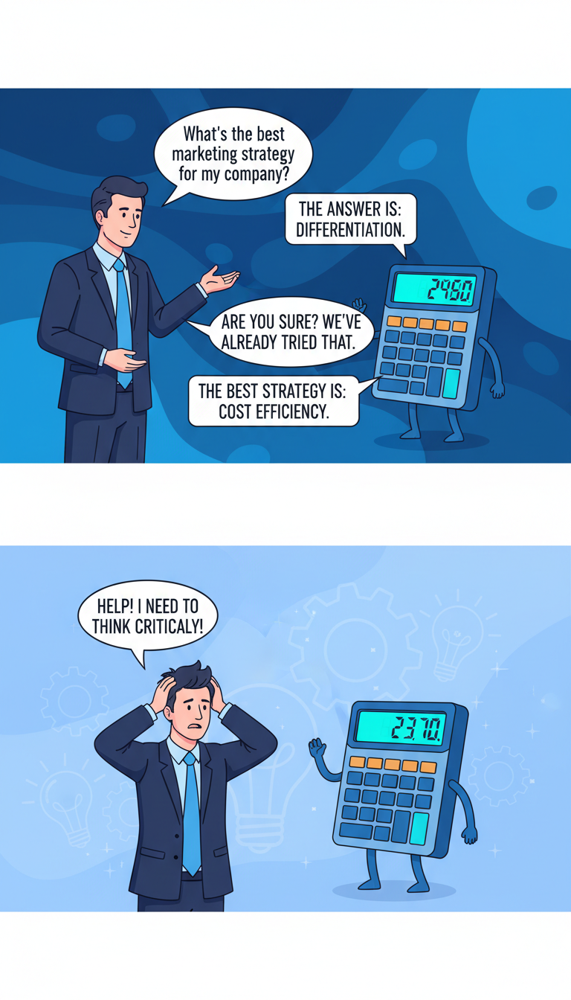 What's the best
marketing strategy
for my company?
THE ANSWER IS:
DIFFERENTIATION.
2960
ARE YOU SURE? WE'VE
ALREADY TRIED THAT.
THE BEST STRATEGY IS:
COST EFFICIENCY.
HELP! I NEED TO
THINK CRITICALY!
23,70.